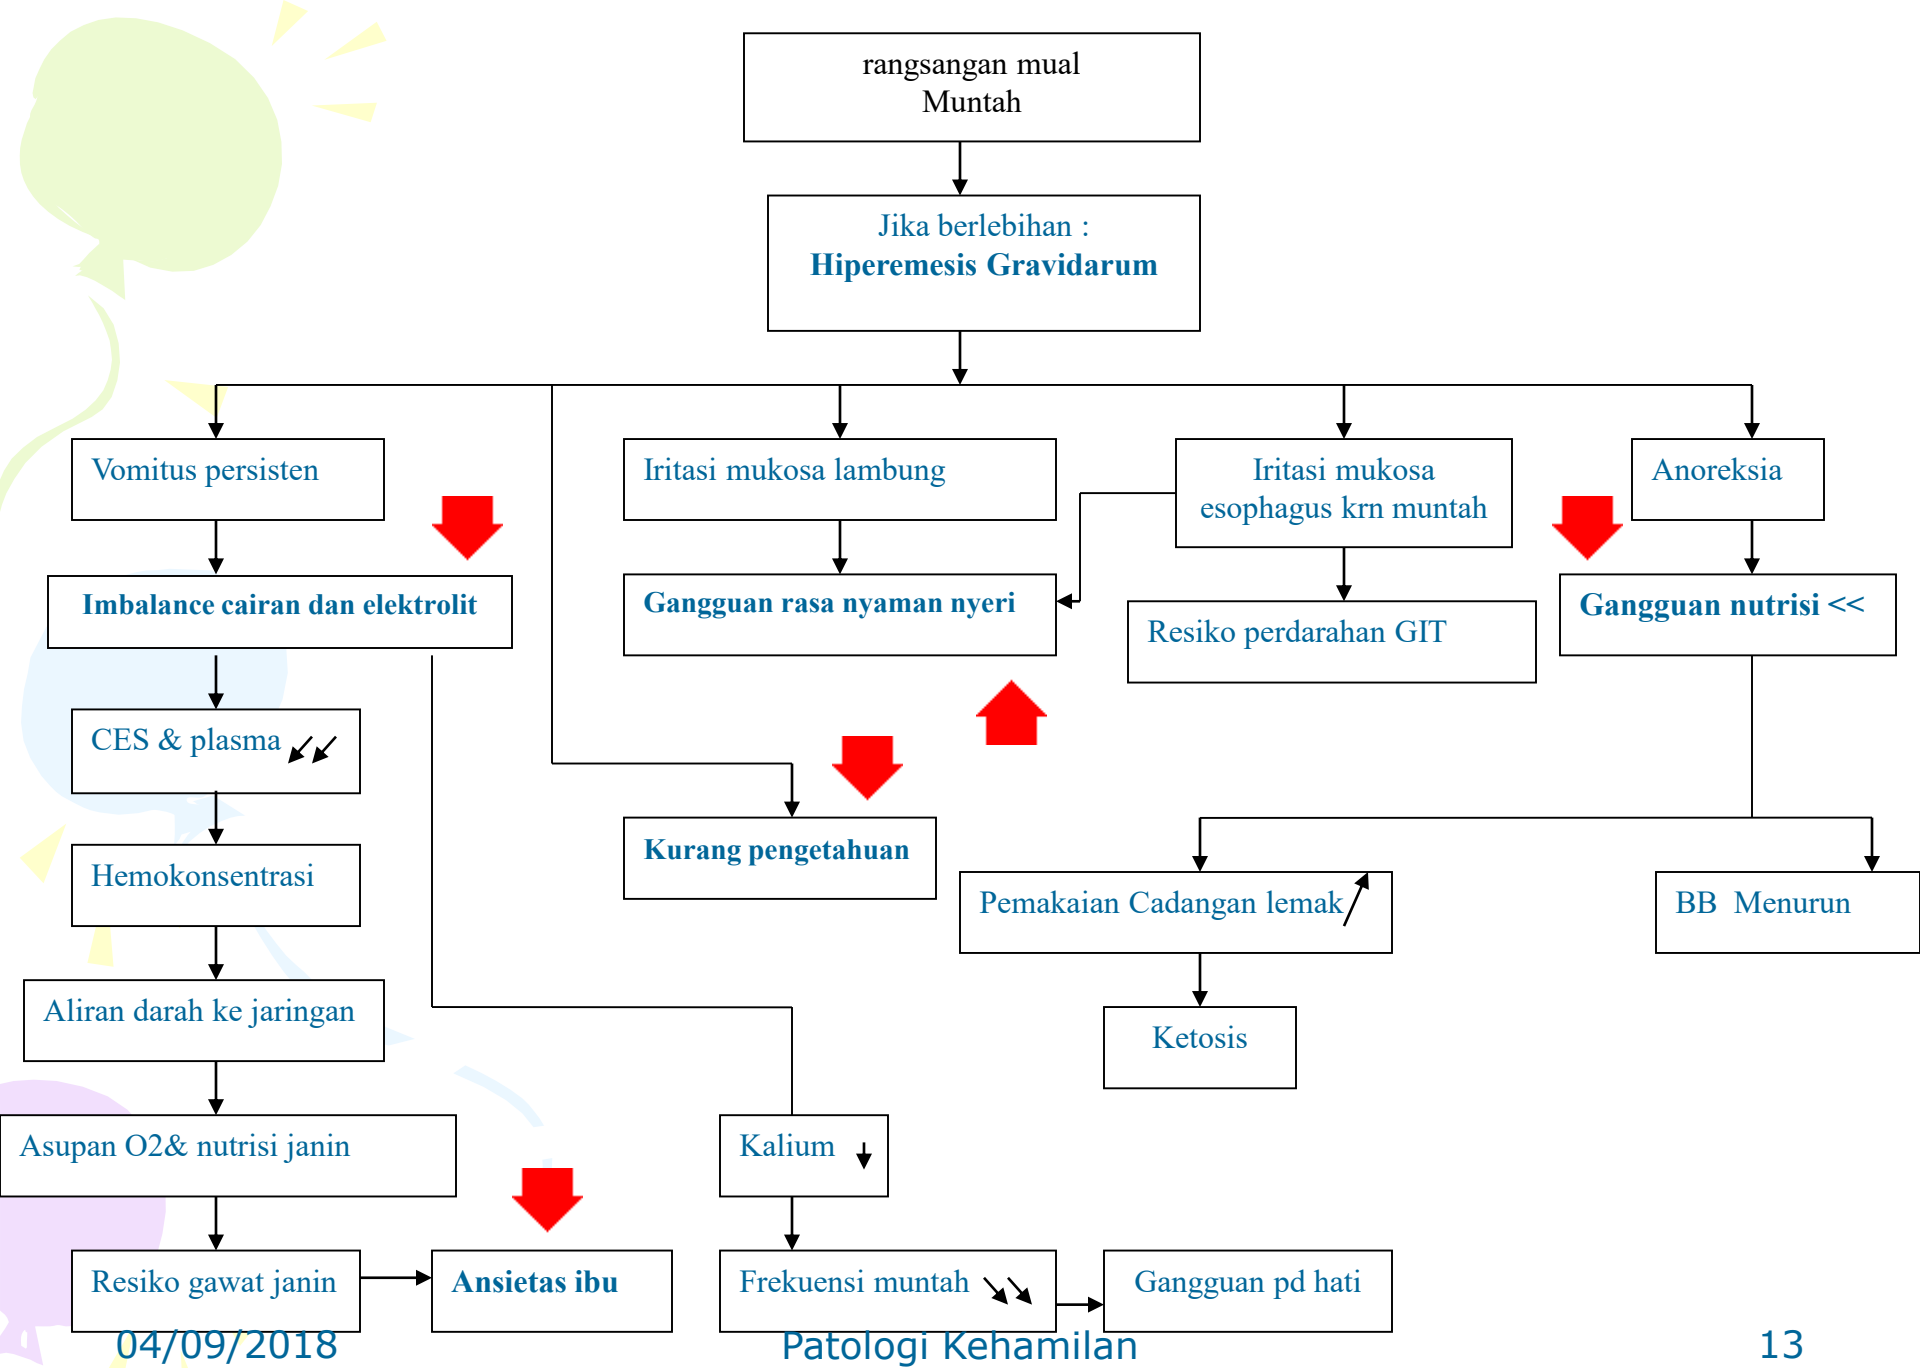 rangsangan mual
Muntah
Jika berlebihan :
Hiperemesis Gravidarum
Vomitus persisten
Iritasi mukosa lambung
Iritasi mukosa
esophagus krn muntah
Anoreksia
Imbalance cairan dan elektrolit
Gangguan rasa nyaman nyeri
Resiko perdarahan GIT
Gangguan nutrisi <<
CES & plasma
Kurang pengetahuan
Hemokonsentrasi
Pemakaian Cadangan lemak
BB  Menurun
Aliran darah ke jaringan
Ketosis
Asupan O2& nutrisi janin
Kalium
Resiko gawat janin
Ansietas ibu
Frekuensi muntah
Gangguan pd hati
04/09/2018
Patologi Kehamilan
13